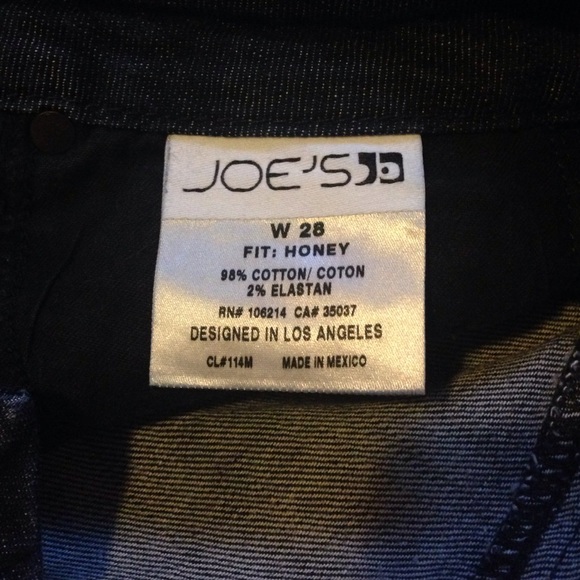 JOE'S
W 28
FIT: HONEY
98% COTTON/ COTON
2% ELASTAN
RN# 106214 CA# 35037
DESIGNED IN LOS ANGELES
CL#114M MADE IN MEXICO